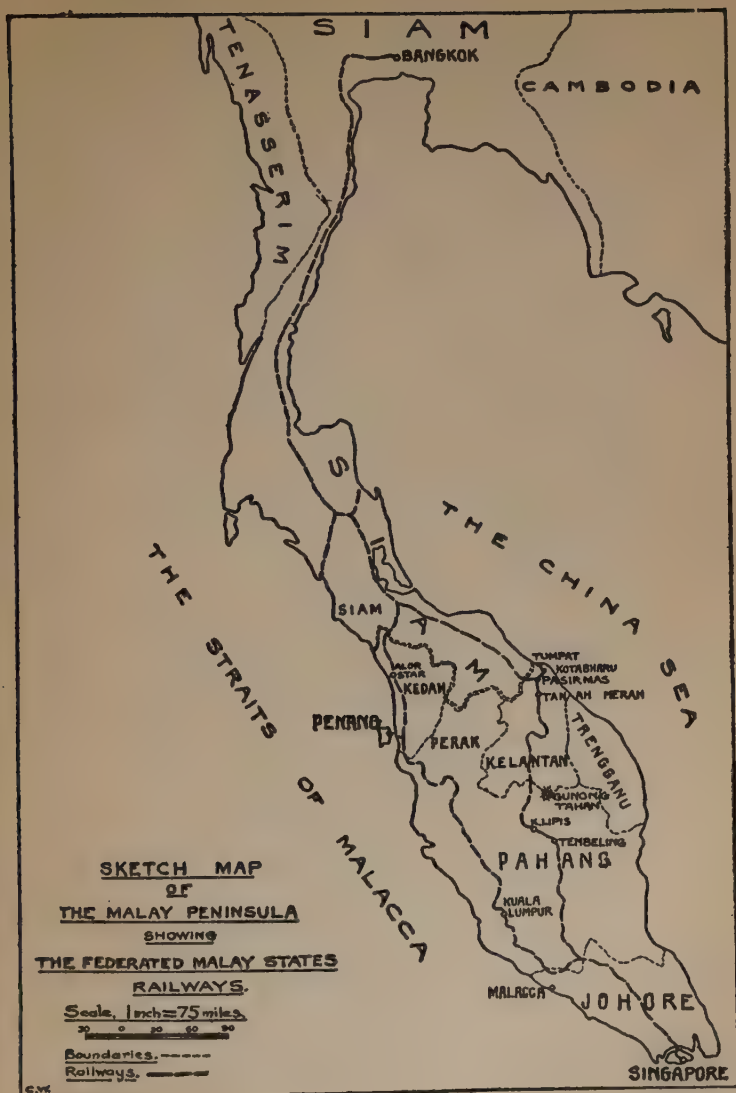 SIAM
BANGKOK
TENASSERIM
CAMBODIA
SIAM
THE CHINA SEA
THE STRAITS OF MALACCA
SIAM
TUMPAT
KOTABHARU
PASIRMAS
TANAH MERAH
ALOR
STAR
KEDAH
PENANG
PERAK
KELANTAN
TRENGGANU
GUNONG
TAHAN
K.LIPIS
TEMBELING
PAHANG
KUALA
LUMPUR
MALACCA
JOHORE
SINGAPORE
SKETCH MAP
OF
THE MALAY PENINSULA
SHOWING
THE FEDERATED MALAY STATES
RAILWAYS.
Scale, 1 Inch=75 miles.
30 0 30 60 90
Boundaries.
Railways.